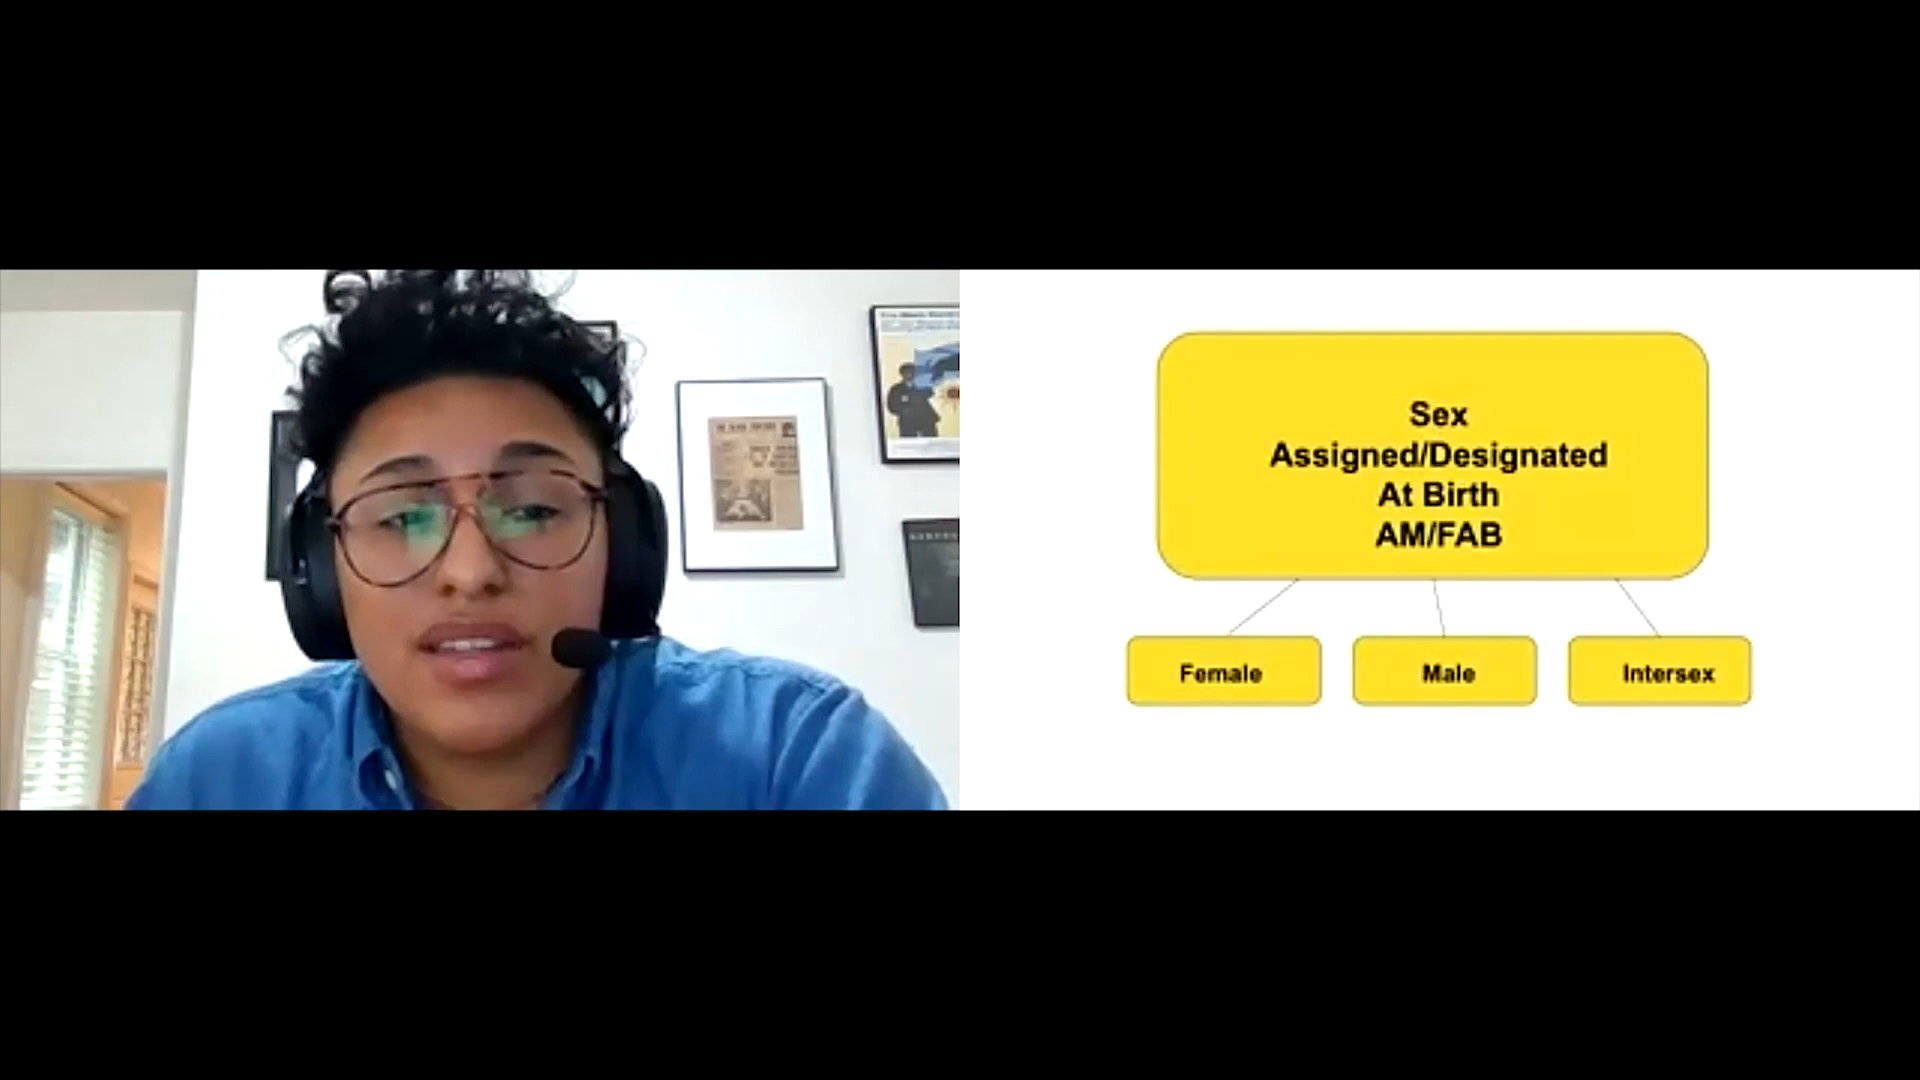 Sex
Assigned/Designated
At Birth
AM/FAB
Female
Male
Intersex